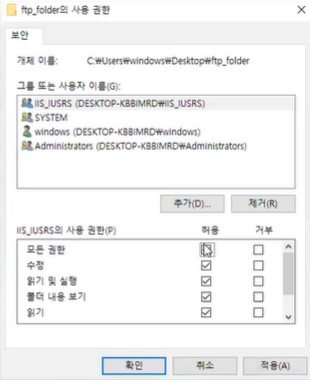 ftp_folder의 사용 권한
보안
개체 이름: C:₩Users₩windows₩Desktop₩ftp_folder
그룹 또는 사용자 이름(G):
IIS_IUSRS (DESKTOP-KBBIMRD₩IIS_IUSRS)
SYSTEM
windows (DESKTOP-KBBIMRD₩windows)
Administrators (DESKTOP-KBBIMRD₩Administrators)
추가(D)... 제거(R)
IIS_IUSRS의 사용 권한(P) 허용 거부
모든 권한
수정
읽기 및 실행
폴더 내용 보기
읽기
확인 취소 적용(A)